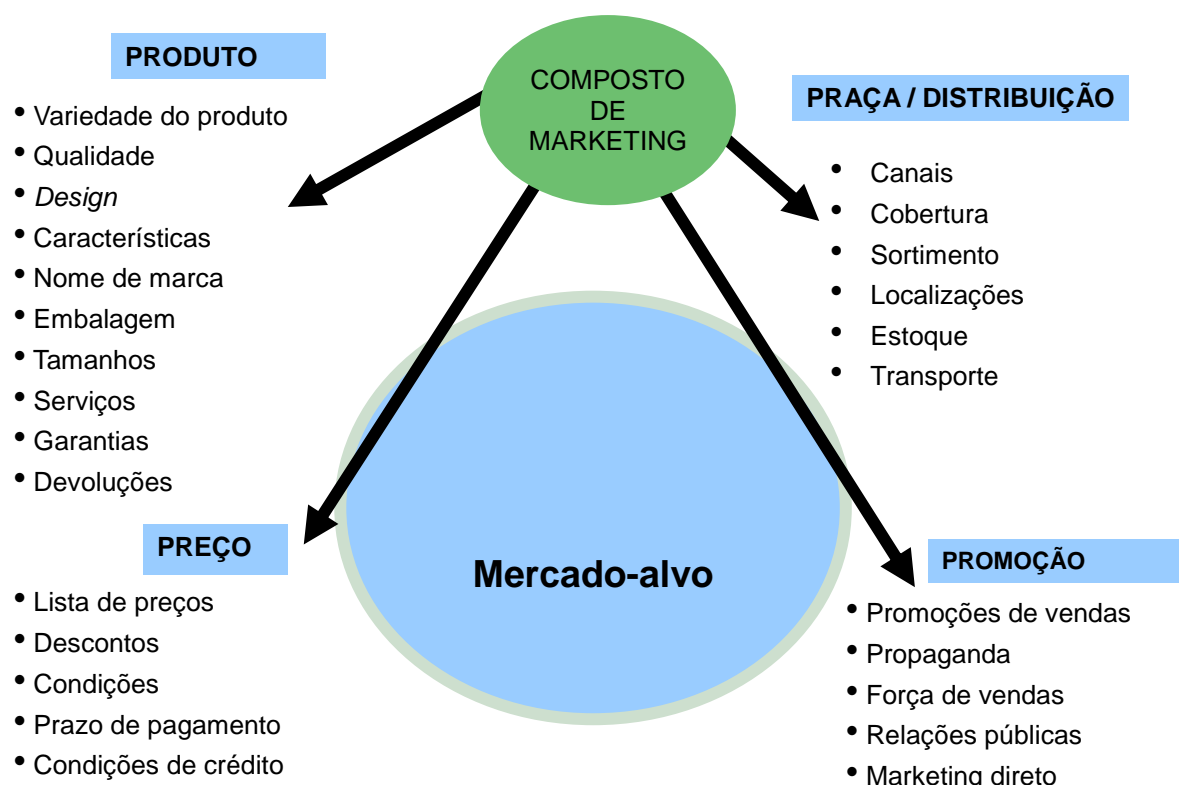 COMPOSTO
DE
MARKETING
PRODUTO
• Variedade do produto
• Qualidade
• Design
• Características
• Nome de marca
• Embalagem
• Tamanhos
• Serviços
• Garantias
• Devoluções
PRAÇA / DISTRIBUIÇÃO
• Canais
• Cobertura
• Sortimento
• Localizações
• Estoque
• Transporte
Mercado-alvo
PREÇO
• Lista de preços
• Descontos
• Condições
• Prazo de pagamento
• Condições de crédito
PROMOÇÃO
• Promoções de vendas
• Propaganda
• Força de vendas
• Relações públicas
• Marketing direto